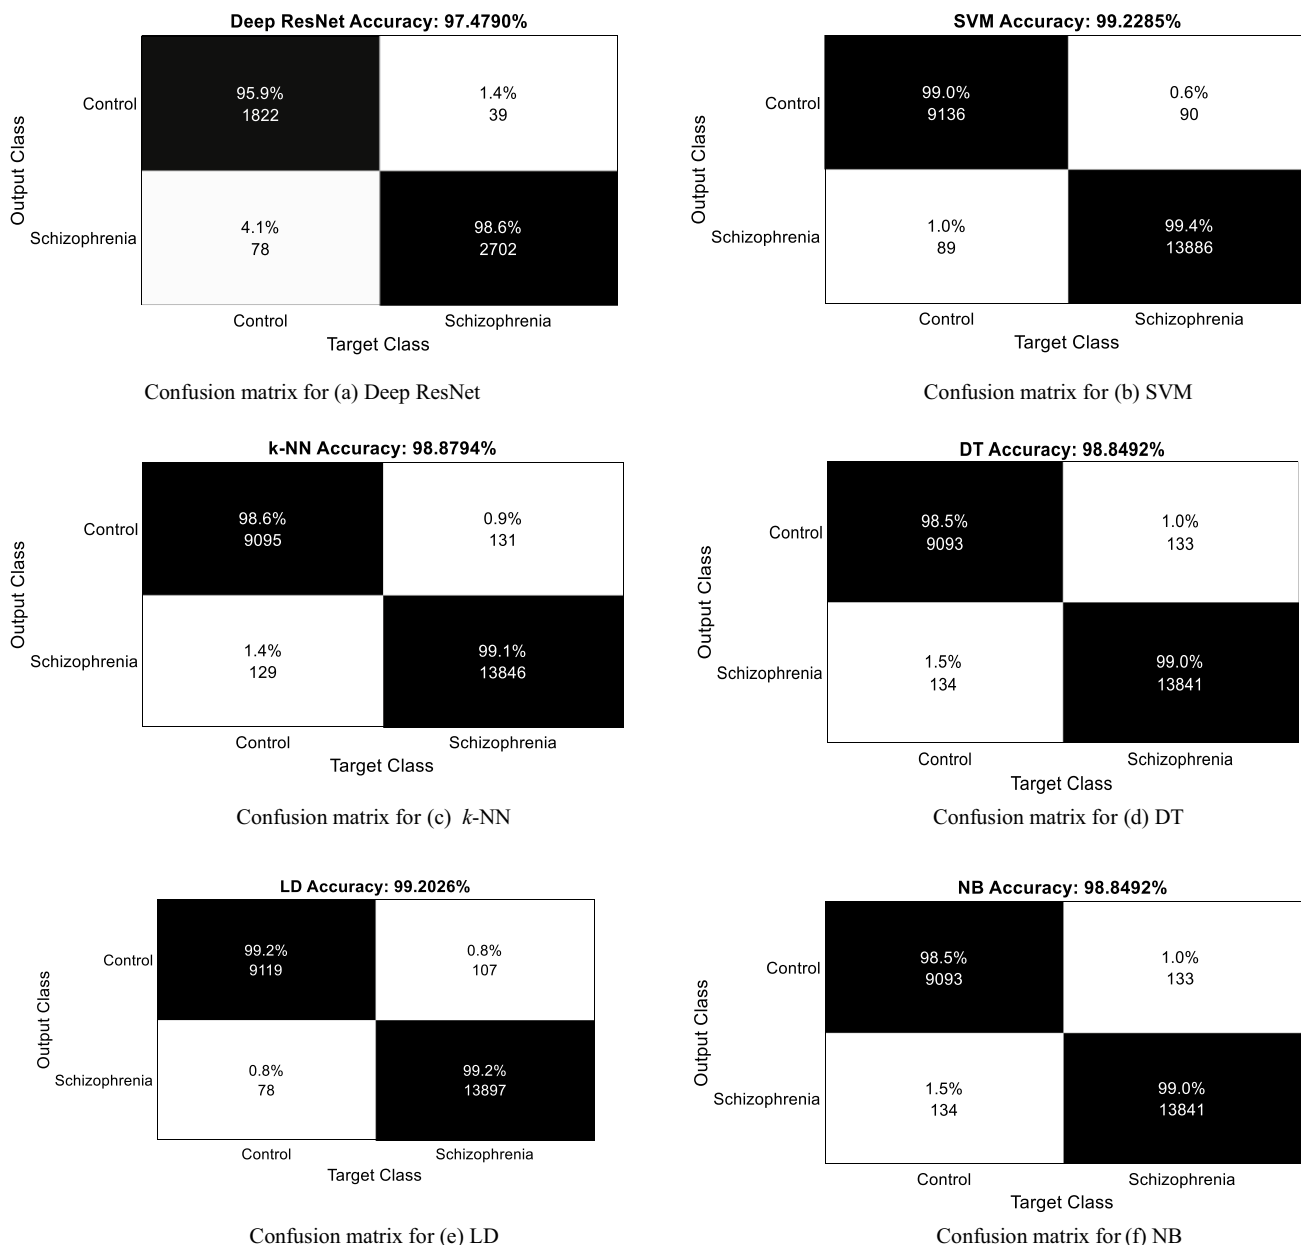 Deep ResNet Accuracy: 97.4790%
Output Class
Control
95.9%
1822
1.4%
39
Schizophrenia
4.1%
78
98.6%
2702
Control
Schizophrenia
Target Class
Confusion matrix for (a) Deep ResNet
SVM Accuracy: 99.2285%
Output Class
Control
99.0%
9136
0.6%
90
Schizophrenia
1.0%
89
99.4%
13886
Control
Schizophrenia
Target Class
Confusion matrix for (b) SVM
k-NN Accuracy: 98.8794%
Output Class
Control
98.6%
9095
0.9%
131
Schizophrenia
1.4%
129
99.1%
13846
Control
Schizophrenia
Target Class
Confusion matrix for (c) k-NN
DT Accuracy: 98.8492%
Output Class
Control
98.5%
9093
1.0%
133
Schizophrenia
1.5%
134
99.0%
13841
Control
Schizophrenia
Target Class
Confusion matrix for (d) DT
LD Accuracy: 99.2026%
Output Class
Control
99.2%
9119
0.8%
107
Schizophrenia
0.8%
78
99.2%
13897
Control
Schizophrenia
Target Class
Confusion matrix for (e) LD
NB Accuracy: 98.8492%
Output Class
Control
98.5%
9093
1.0%
133
Schizophrenia
1.5%
134
99.0%
13841
Control
Schizophrenia
Target Class
Confusion matrix for (f) NB